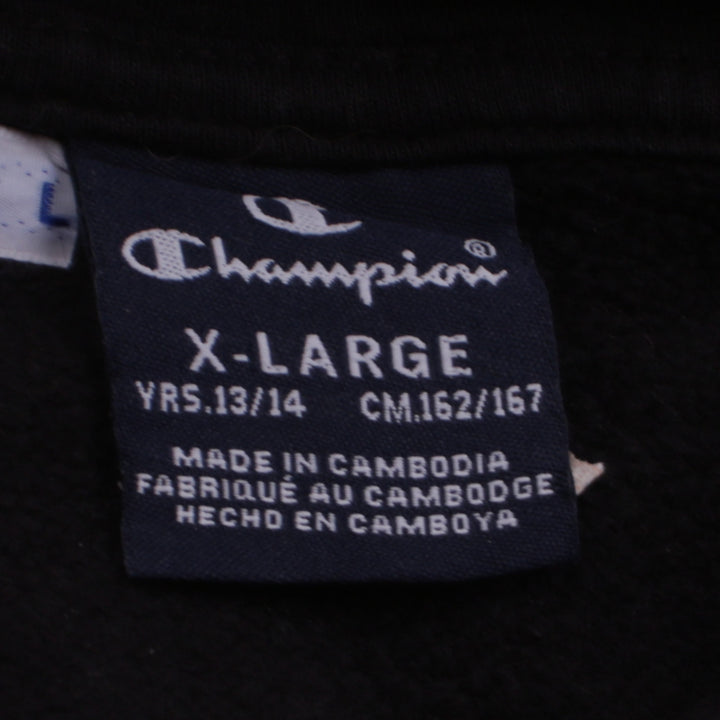 Champion®
X-LARGE
YRS.13/14 CM.162/167
MADE IN CAMBODIA
FABRIQUÉ AU CAMBODGE
HECHO EN CAMBOYA